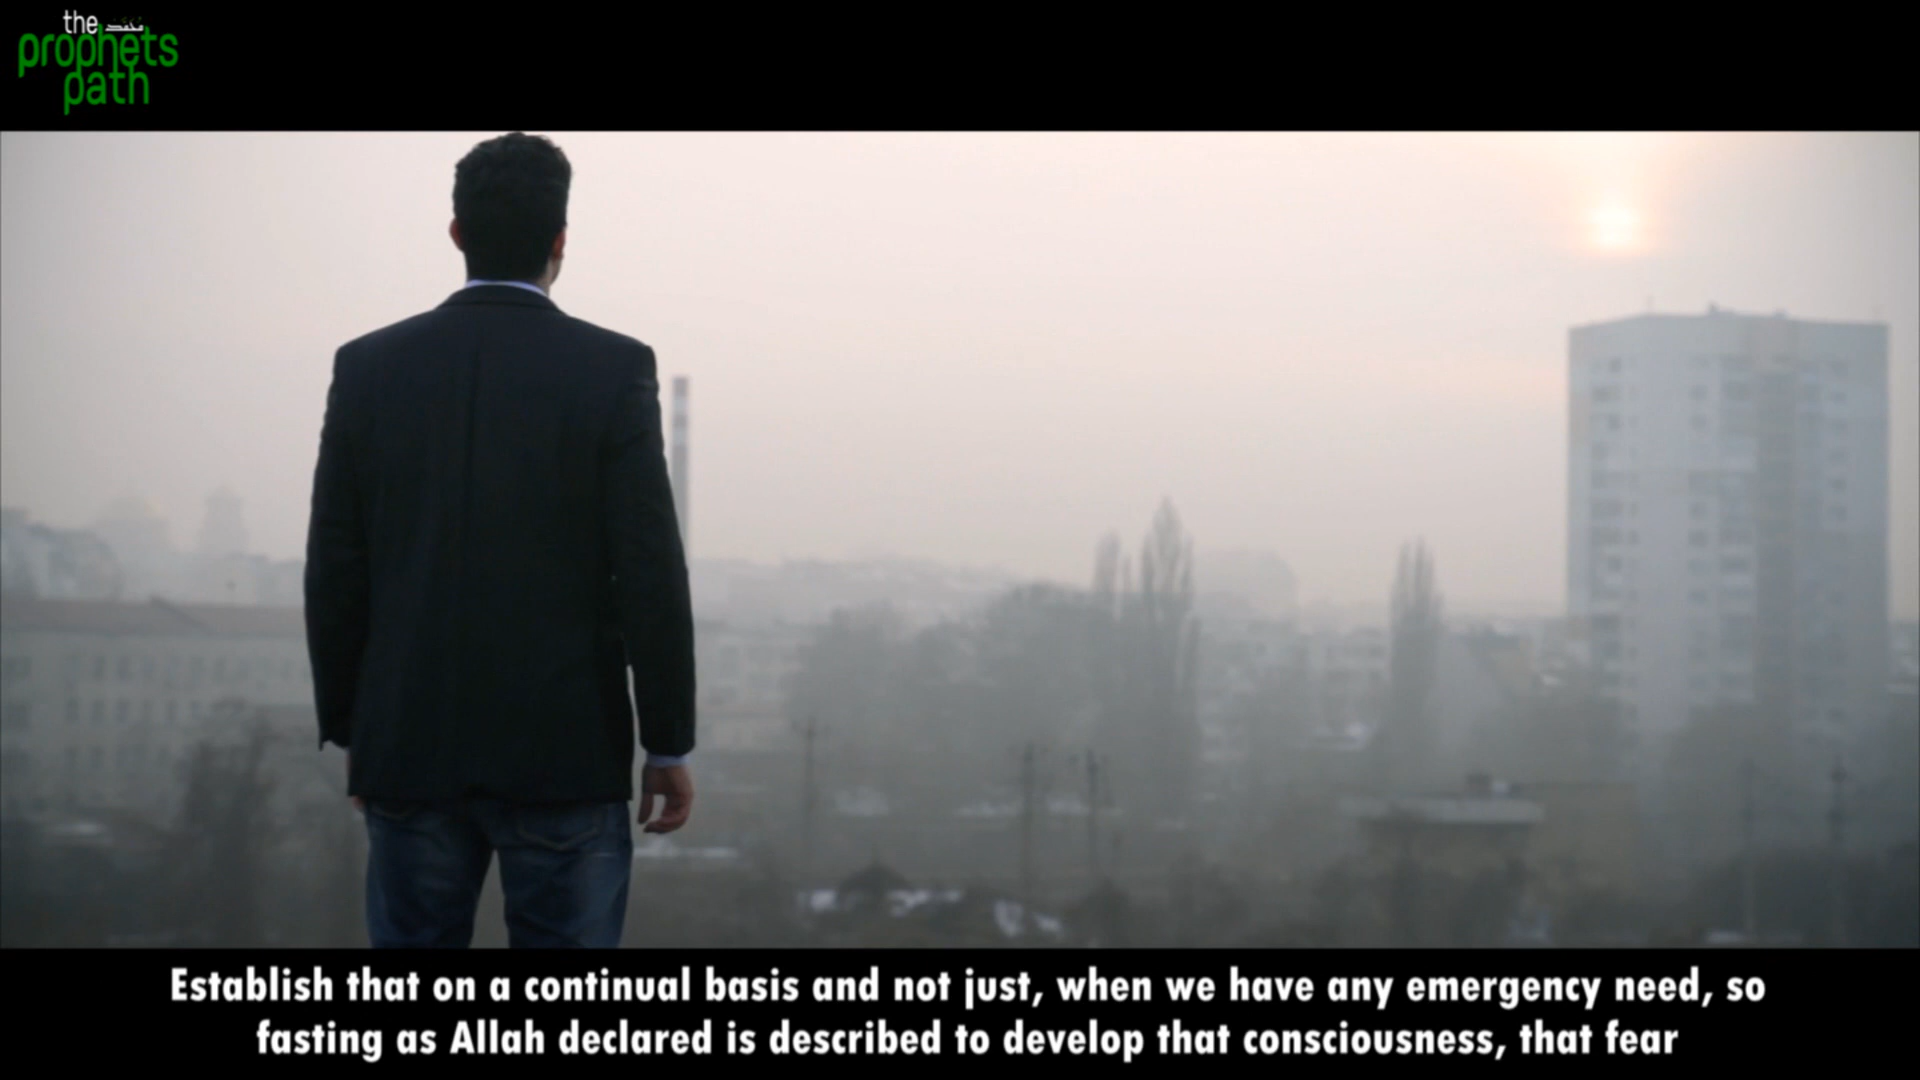 the محمد
prophets
path
Establish that on a continual basis and not just, when we have any emergency need, so
fasting as Allah declared is described to develop that consciousness, that fear